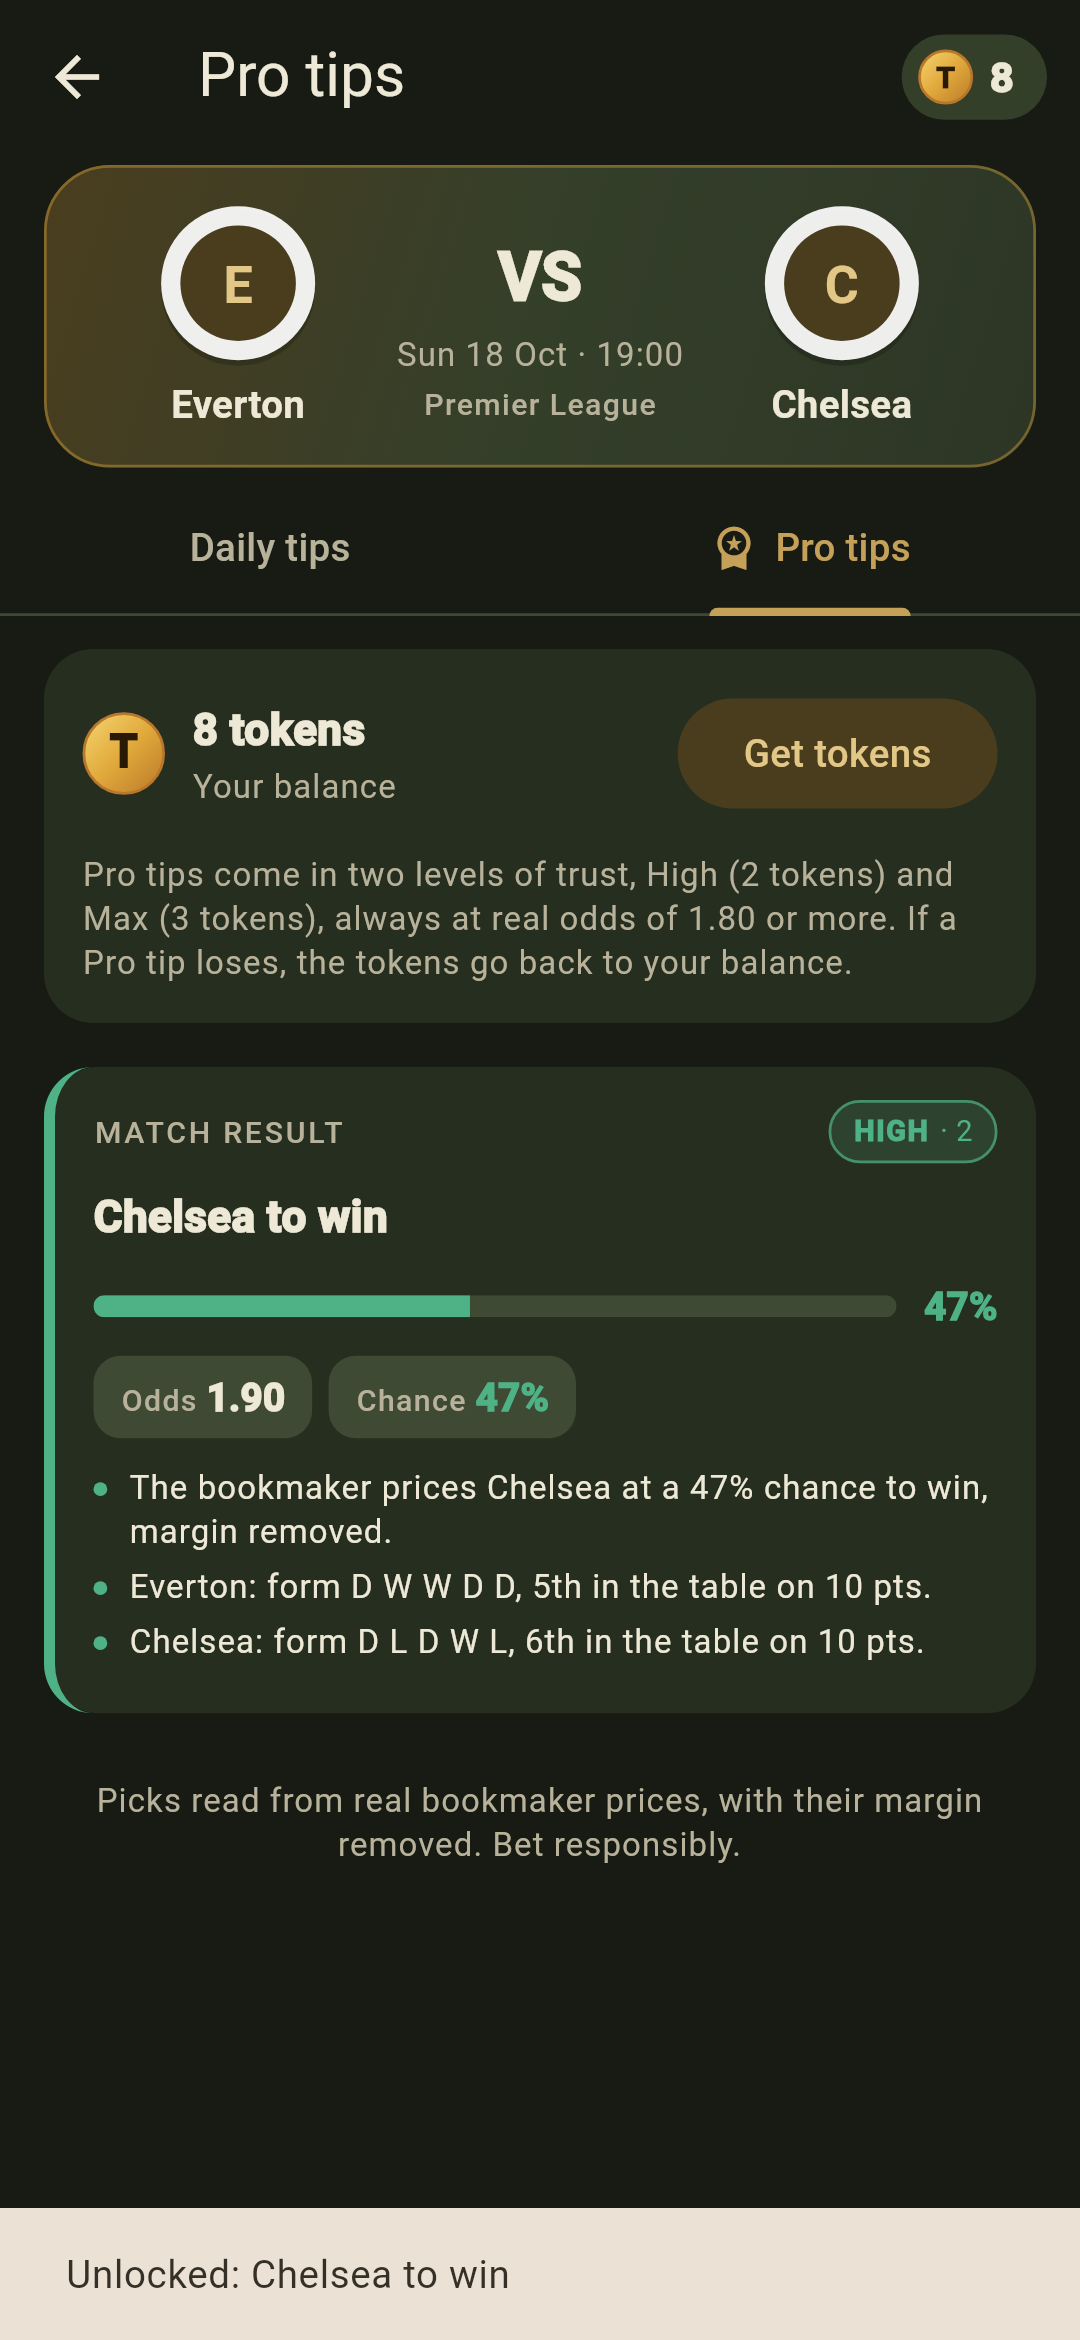 Pro tips
T 8
E
VS
C
Sun 18 Oct · 19:00
Everton
Premier League
Chelsea
Daily tips
Pro tips
T
8 tokens
Your balance
Get tokens
Pro tips come in two levels of trust, High (2 tokens) and
Max (3 tokens), always at real odds of 1.80 or more. If a
Pro tip loses, the tokens go back to your balance.
MATCH RESULT
HIGH · 2
Chelsea to win
47%
Odds 1.90
Chance 47%
The bookmaker prices Chelsea at a 47% chance to win,
margin removed.
Everton: form D W W D D, 5th in the table on 10 pts.
Chelsea: form D L D W L, 6th in the table on 10 pts.
Picks read from real bookmaker prices, with their margin
removed. Bet responsibly.
Unlocked: Chelsea to win